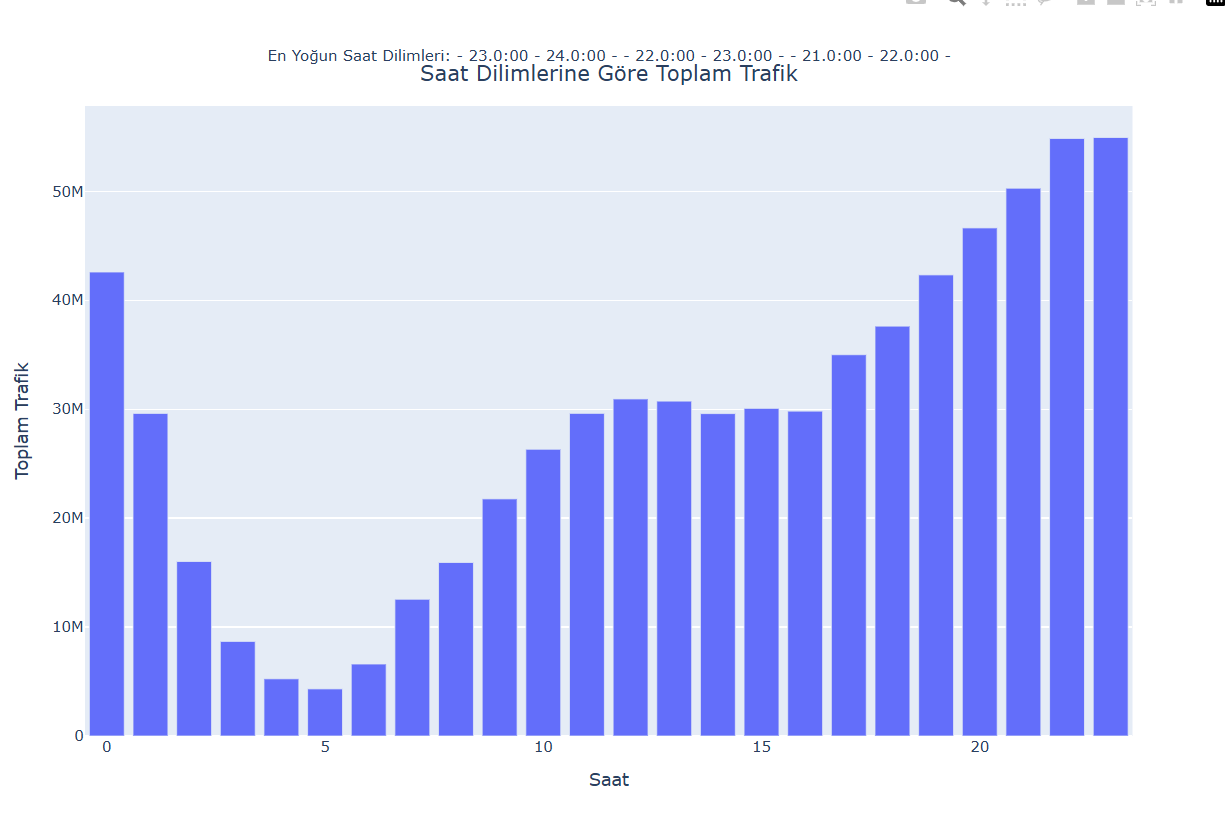 En Yoğun Saat Dilimleri: - 23.0:00 - 24.0:00 - - 22.0:00 - 23.0:00 - - 21.0:00 - 22.0:00 -
Saat Dilimlerine Göre Toplam Trafik
50M
40M
30M
20M
10M
0
Toplam Trafik
0 5 10 15 20
Saat